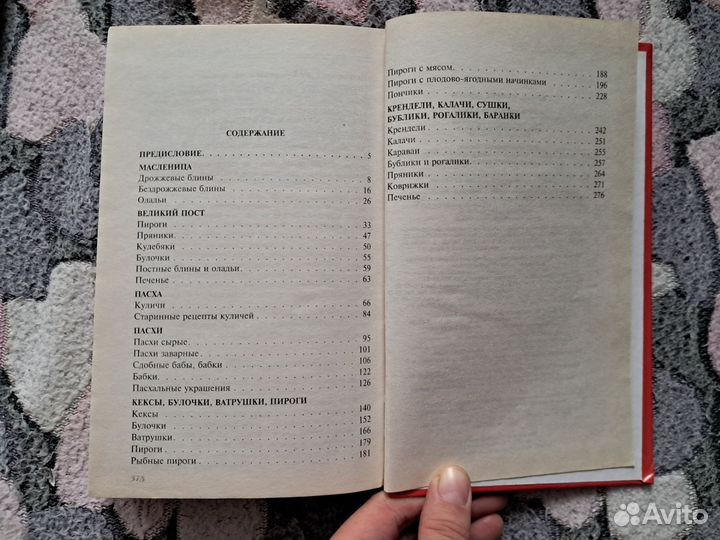 СОДЕРЖАНИЕ
ПРЕДИСЛОВИЕ. 5
МАСЛЕНИЦА
Дрожжевые блины 8
Бездрожжевые блины 16
Олальи 26
ВЕЛИКИЙ ПОСТ
Пироги 33
Пряники 47
Кулебяки 50
Булочки 55
Постные блины и оладьи 59
Печенье 63
ПАСХА
Куличи 66
Старинные рецепты куличей 84
ПАСХИ
Пасхи сырые 95
Пасхи заварные 101
Сдобные бабы, бабки 106
Бабки. 122
Пасхальные украшения 126
КЕКСЫ, БУЛОЧКИ, ВАТРУШКИ, ПИРОГИ
Кексы 140
Булочки 152
Ватрушки. 166
Пироги 179
Рыбные пироги 181
Пироги с мясом. 188
Пироги с плодово-ягодными начинками 196
Пончики 228
КРЕНДЕЛИ, КАЛАЧИ, СУШКИ,
БУБЛИКИ, РОГАЛИКИ, БАРАНКИ
Крендели 242
Калачи 251
Караваи 255
Бублики и рогалики 257
Пряники 264
Коврижки 271
Печенье 276
Avito